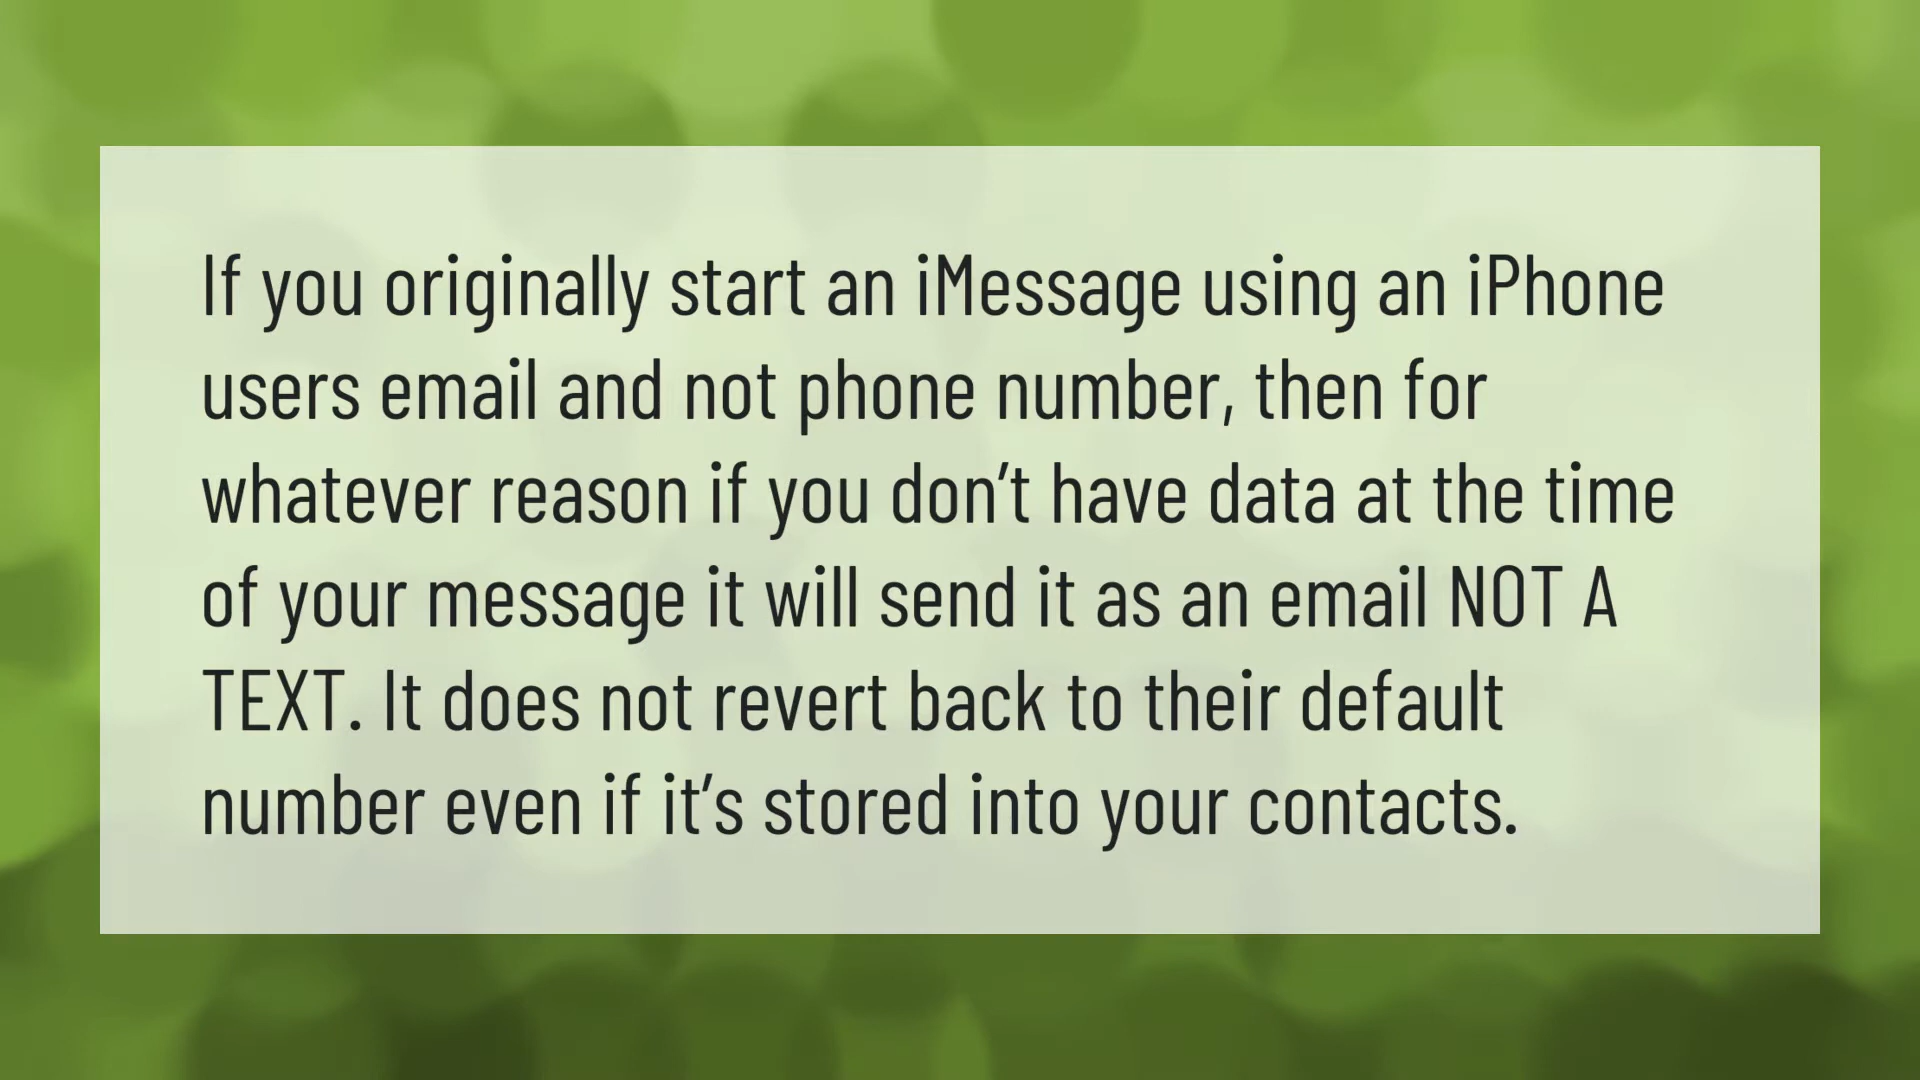 If you originally start an iMessage using an iPhone
users email and not phone number, then for
whatever reason if you don’t have data at the time
of your message it will send it as an email NOT A
TEXT. It does not revert back to their default
number even if it’s stored into your contacts.